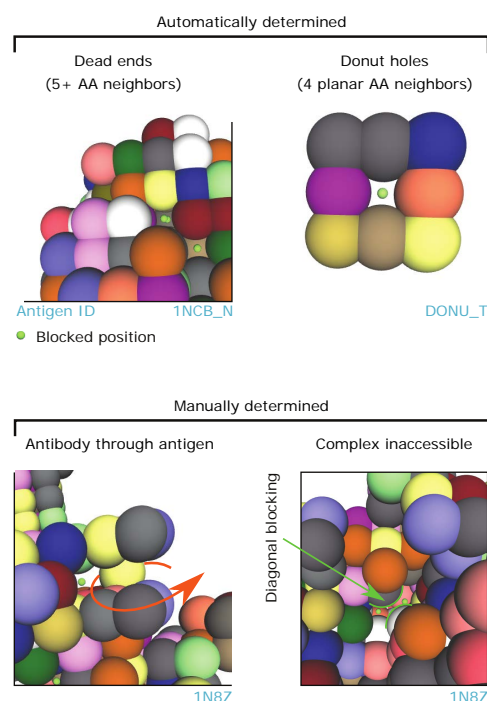 Automatically determined
Dead ends
(5+ AA neighbors)
Donut holes
(4 planar AA neighbors)
Antigen ID
1NCB_N
DONU_T
Blocked position
Manually determined
Antibody through antigen
Complex inaccessible
Diagonal blocking
1N8Z
1N8Z